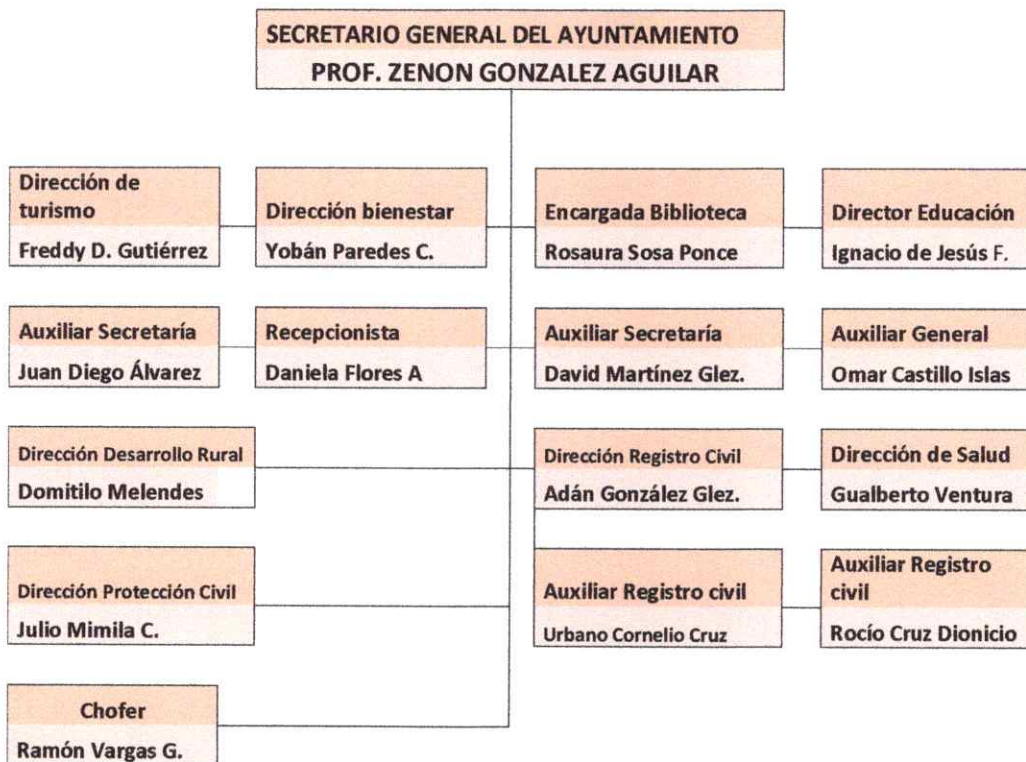 SECRETARIO GENERAL DEL AYUNTAMIENTO
PROF. ZENON GONZALEZ AGUILAR
Dirección de
turismo
Freddy D. Gutiérrez
Dirección bienestar
Yobán Paredes C.
Encargada Biblioteca
Rosaura Sosa Ponce
Director Educación
Ignacio de Jesús F.
Auxiliar Secretaría
Juan Diego Álvarez
Recepcionista
Daniela Flores A
Auxiliar Secretaría
David Martínez Glez.
Auxiliar General
Omar Castillo Islas
Dirección Desarrollo Rural
Domitilo Melendes
Dirección Registro Civil
Adán González Glez.
Dirección de Salud
Gualberto Ventura
Dirección Protección Civil
Julio Mimila C.
Auxiliar Registro civil
Urbano Cornelio Cruz
Auxiliar Registro
civil
Rocío Cruz Dionicio
Chofer
Ramón Vargas G.